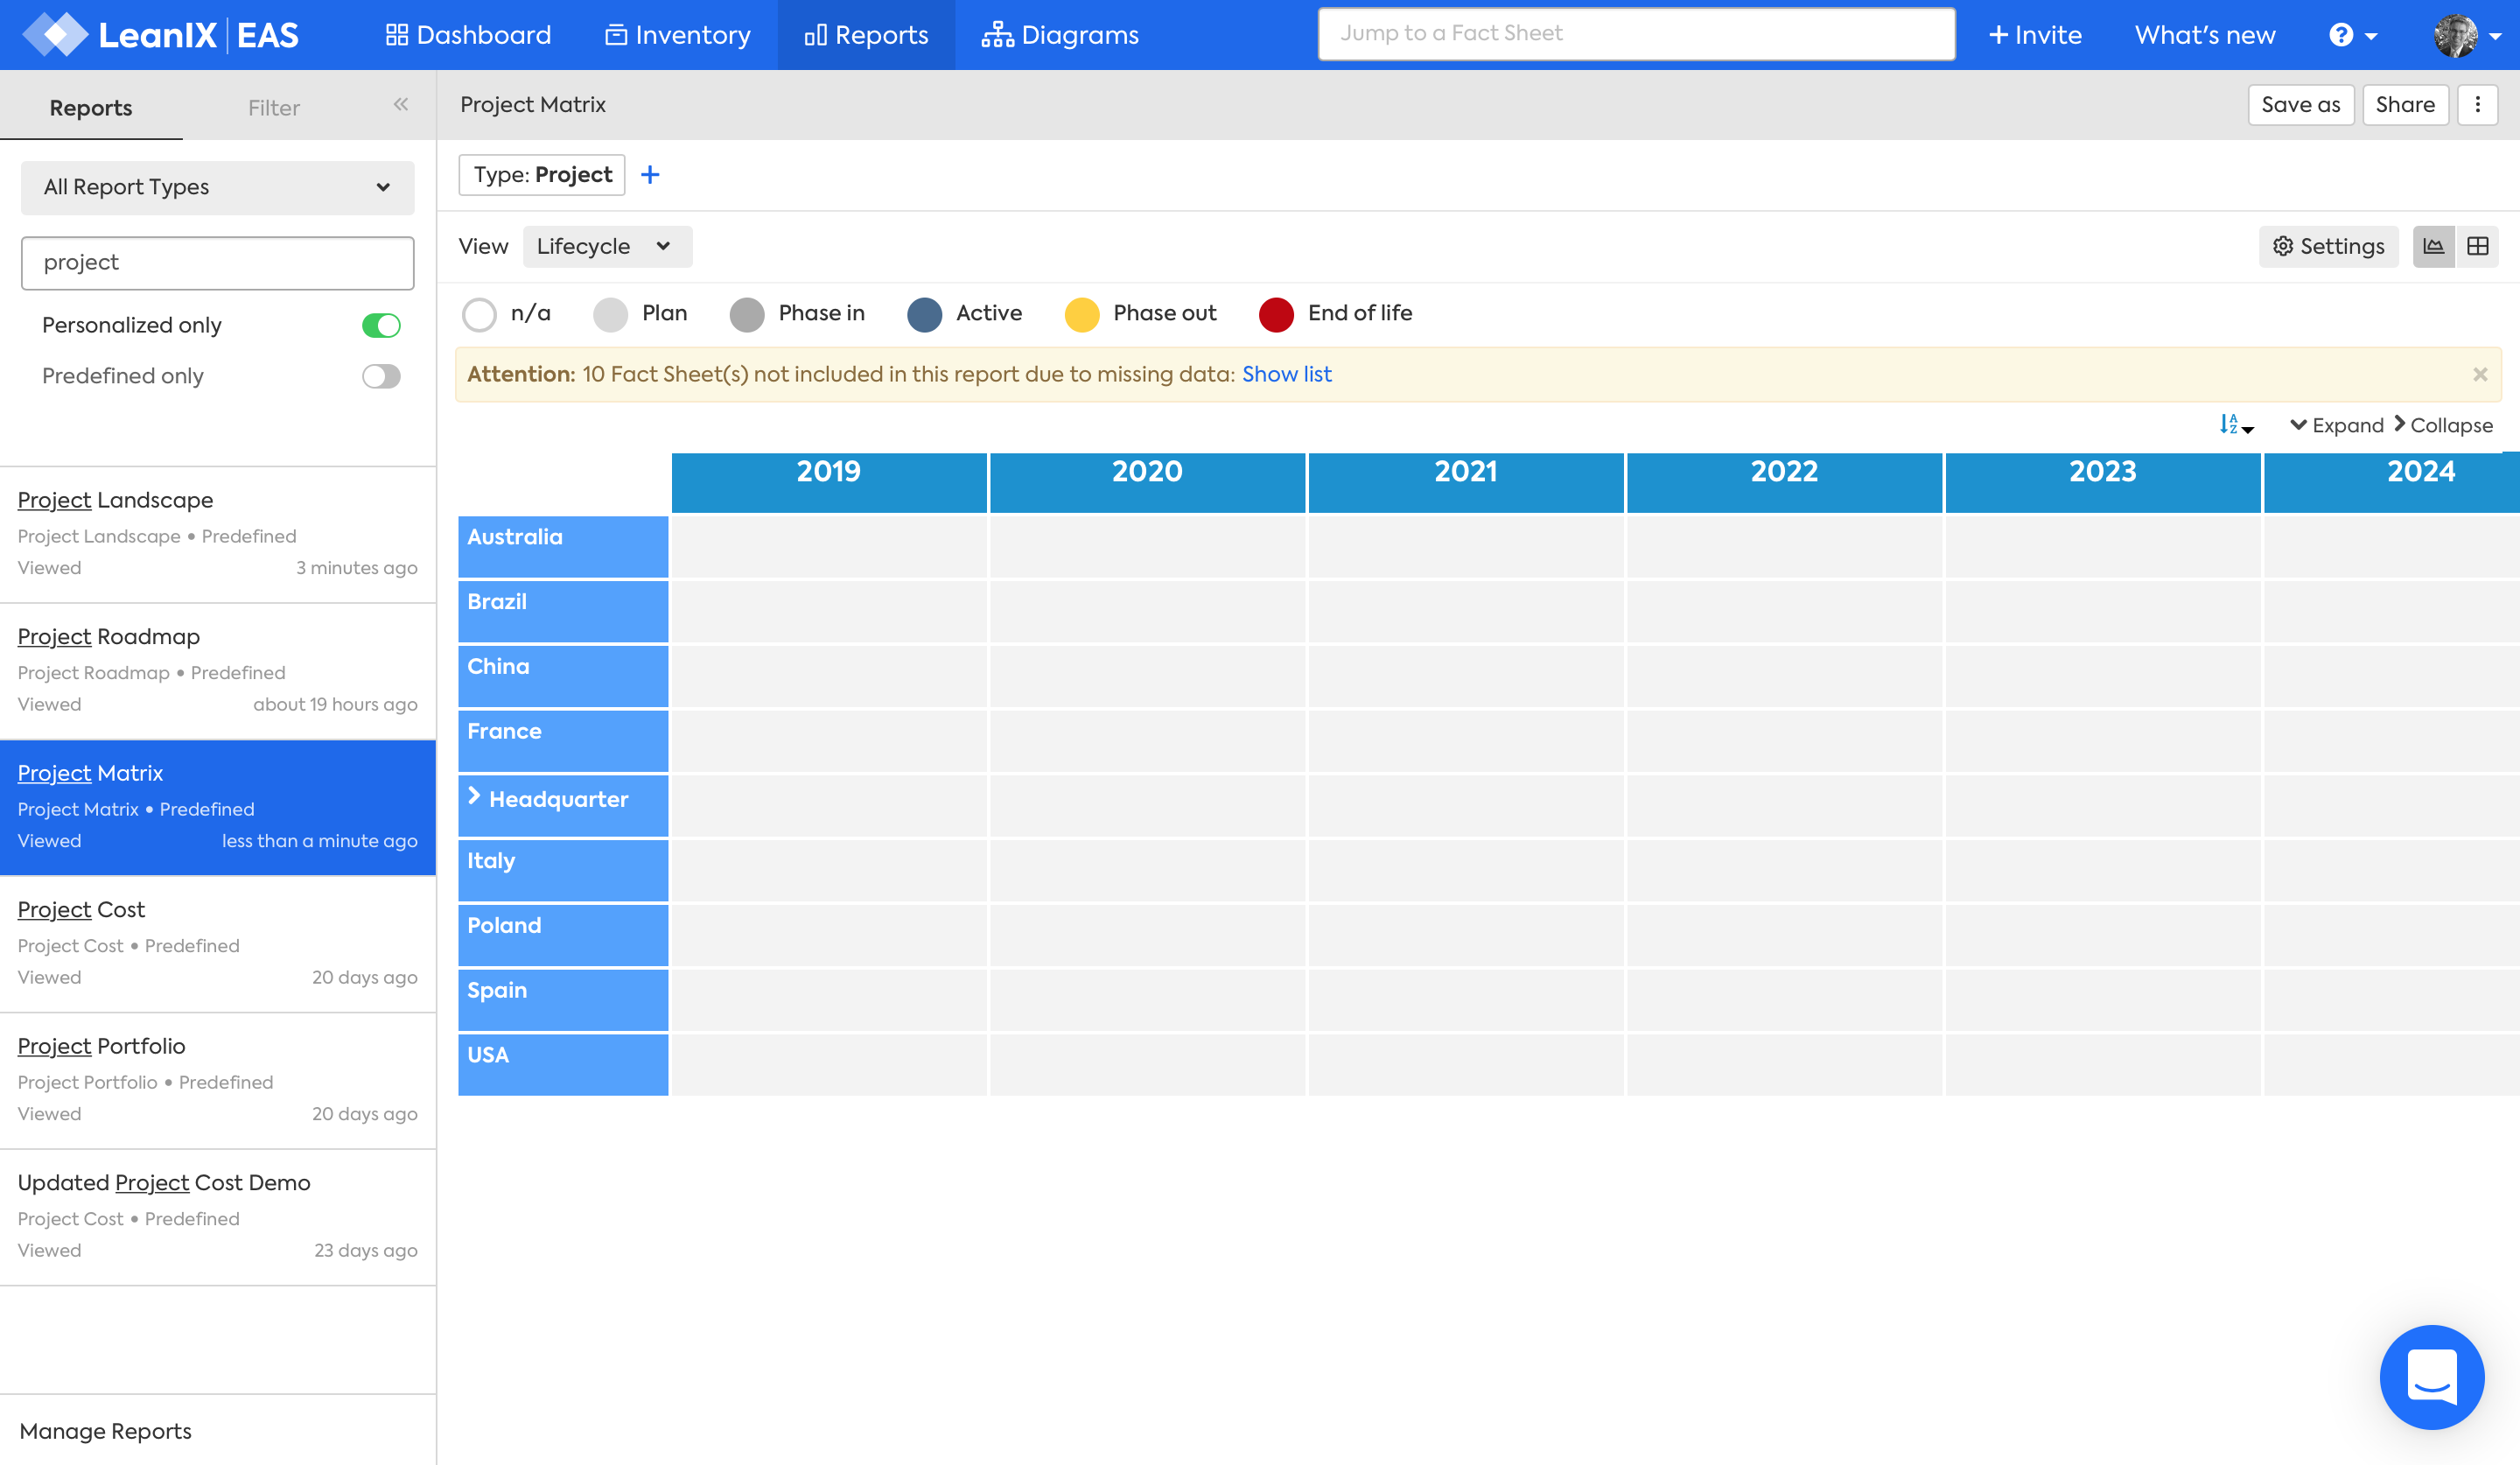 LeanIX EAS
Dashboard
Inventory
Reports
Diagrams
Jump to a Fact Sheet
+ Invite
What's new
?
Reports
Filter
Project Matrix
Save as
Share
All Report Types
project
Personalized only
Predefined only
Project Landscape
Project Landscape • Predefined
Viewed 3 minutes ago
Project Roadmap
Project Roadmap • Predefined
Viewed about 19 hours ago
Project Matrix
Project Matrix • Predefined
Viewed less than a minute ago
Project Cost
Project Cost • Predefined
Viewed 20 days ago
Project Portfolio
Project Portfolio • Predefined
Viewed 20 days ago
Updated Project Cost Demo
Project Cost • Predefined
Viewed 23 days ago
Manage Reports
Type: Project +
View Lifecycle
Settings
n/a
Plan
Phase in
Active
Phase out
End of life
Attention: 10 Fact Sheet(s) not included in this report due to missing data: Show list ×
A
Z
Expand
Collapse
2019 2020 2021 2022 2023 2024
Australia
Brazil
China
France
Headquarter
Italy
Poland
Spain
USA